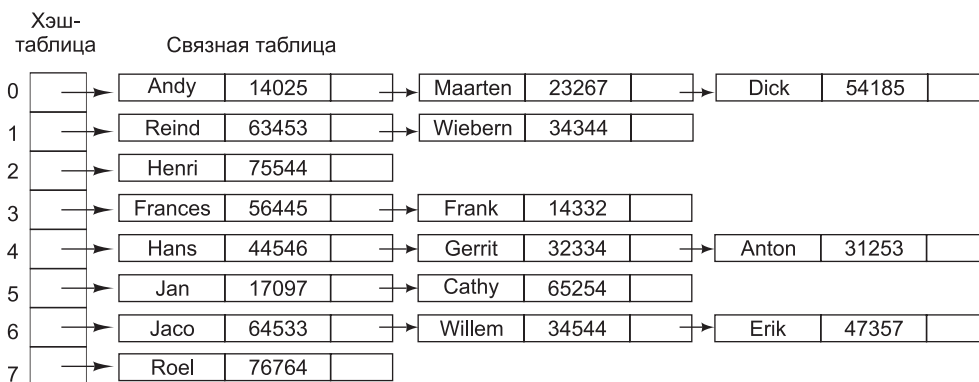 Хэш-
таблица
Связная таблица
0 Andy 14025 Maarten 23267 Dick 54185
1 Reind 63453 Wiebern 34344
2 Henri 75544
3 Frances 56445 Frank 14332
4 Hans 44546 Gerrit 32334 Anton 31253
5 Jan 17097 Cathy 65254
6 Jaco 64533 Willem 34544 Erik 47357
7 Roel 76764